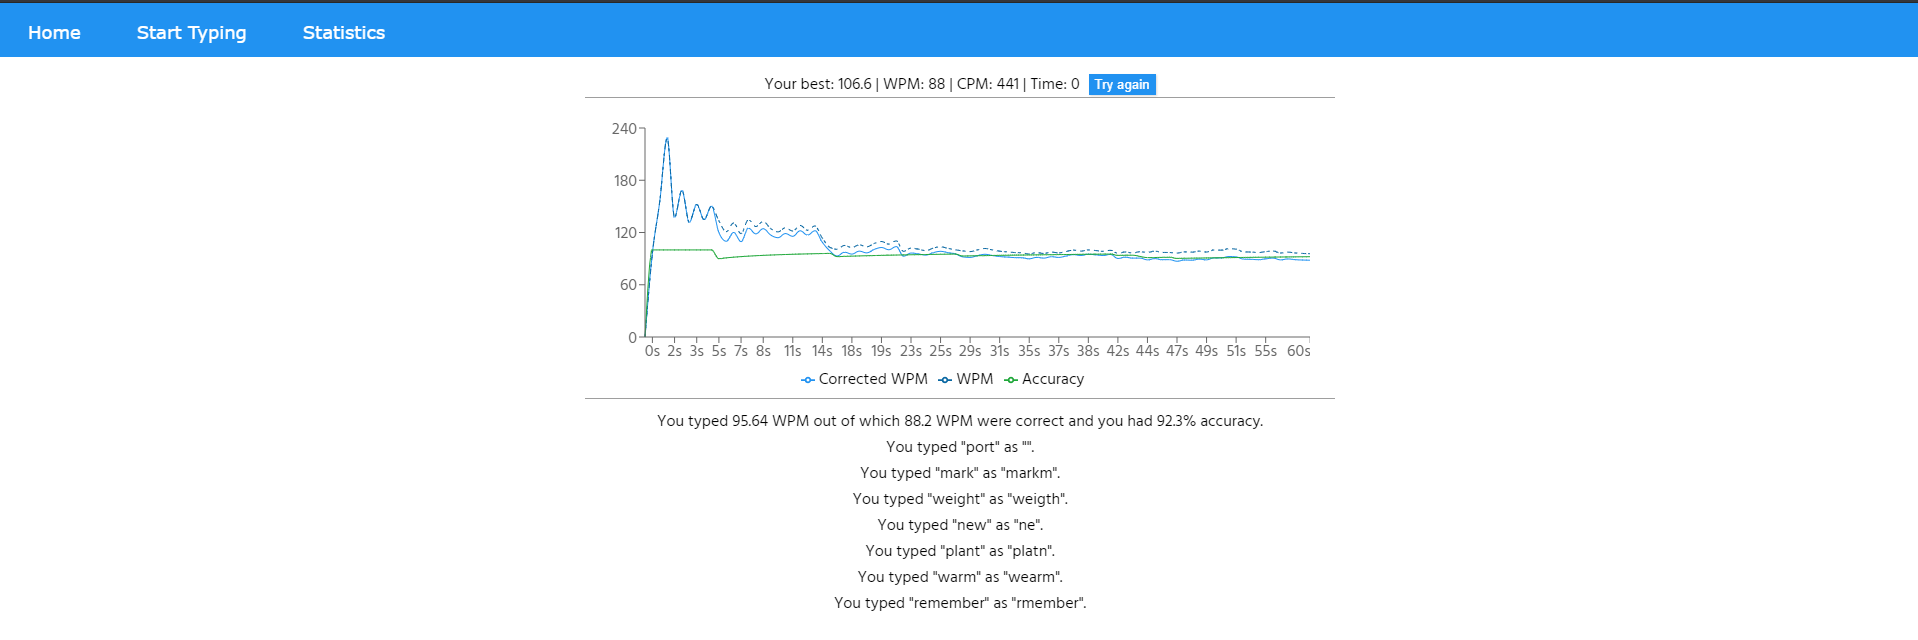 Home Start Typing Statistics
Your best: 106.6 | WPM: 88 | CPM: 441 | Time: 0 Try again
240
180
120
60
0
0s 2s 3s 5s 7s 8s 11s 14s 18s 19s 23s 25s 29s 31s 35s 37s 38s 42s 44s 47s 49s 51s 55s 60s
Corrected WPM WPM Accuracy
You typed 95.64 WPM out of which 88.2 WPM were correct and you had 92.3% accuracy.
You typed "port" as "".
You typed "mark" as "markm".
You typed "weight" as "weigth".
You typed "new" as "ne".
You typed "plant" as "platn".
You typed "warm" as "wearm".
You typed "remember" as "rmember".